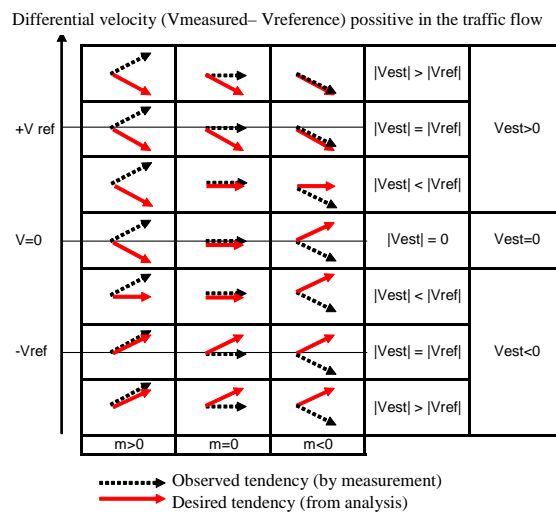 Differential velocity (Vmeasured– Vreference) possitive in the traffic flow
|Vest| > |Vref|
+V ref
|Vest| = |Vref|
Vest>0
|Vest| < |Vref|
V=0
|Vest| = 0
Vest=0
|Vest| < |Vref|
-Vref
|Vest| = |Vref|
Vest<0
|Vest| > |Vref|
m>0 m=0 m<0
Observed tendency (by measurement)
Desired tendency (from analysis)